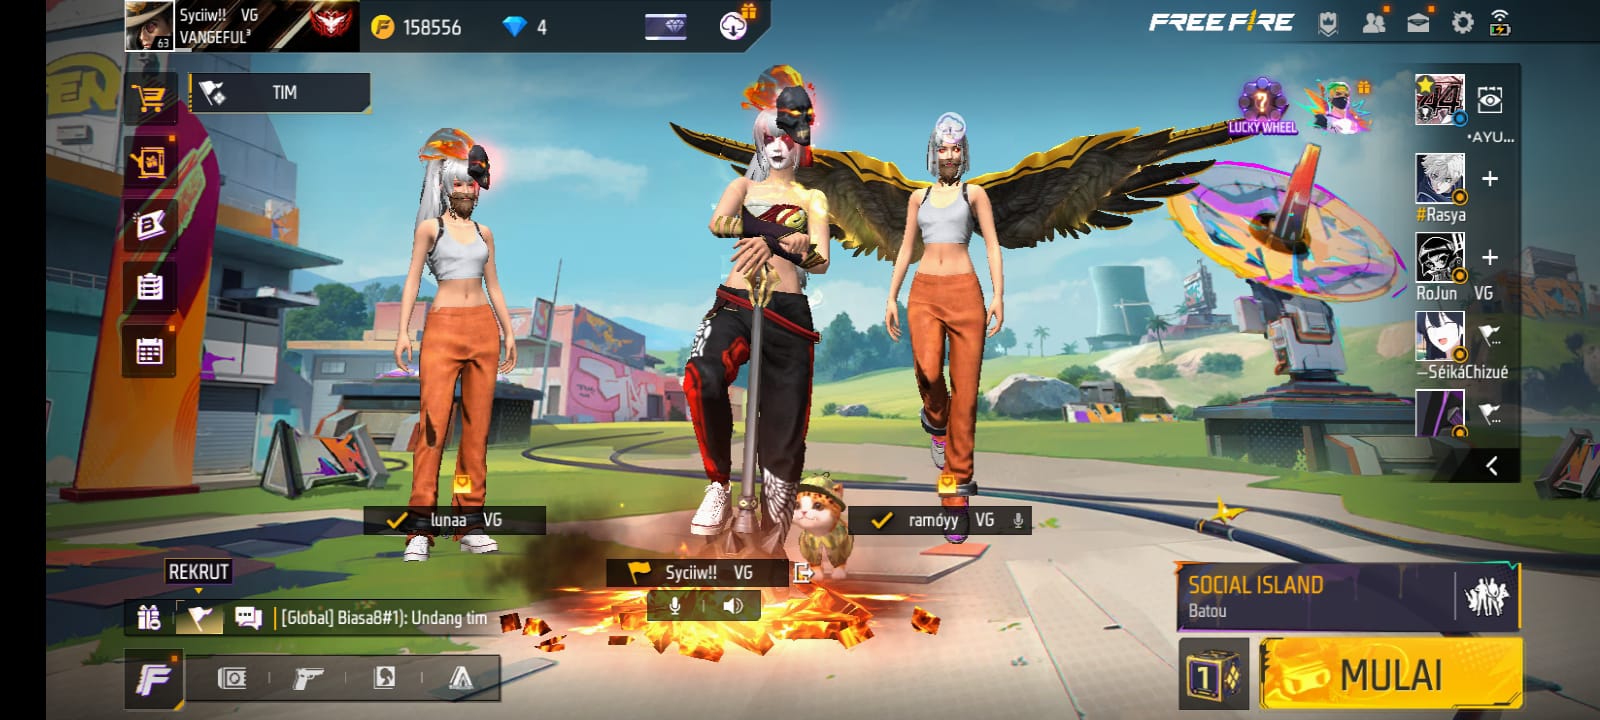 Syciiw!! VG
VANGEFUL³
63
158556
4
FREE FIRE
TIM
LUCKY WHEEL
•AYU...
#Rasya
RoJun VG
—SéikáChizué
lunaa VG
ramóyy VG
Syciiw!! VG
REKRUT
[Global] Biasa8#1): Undang tim
SOCIAL ISLAND
Batou
1
MULAI